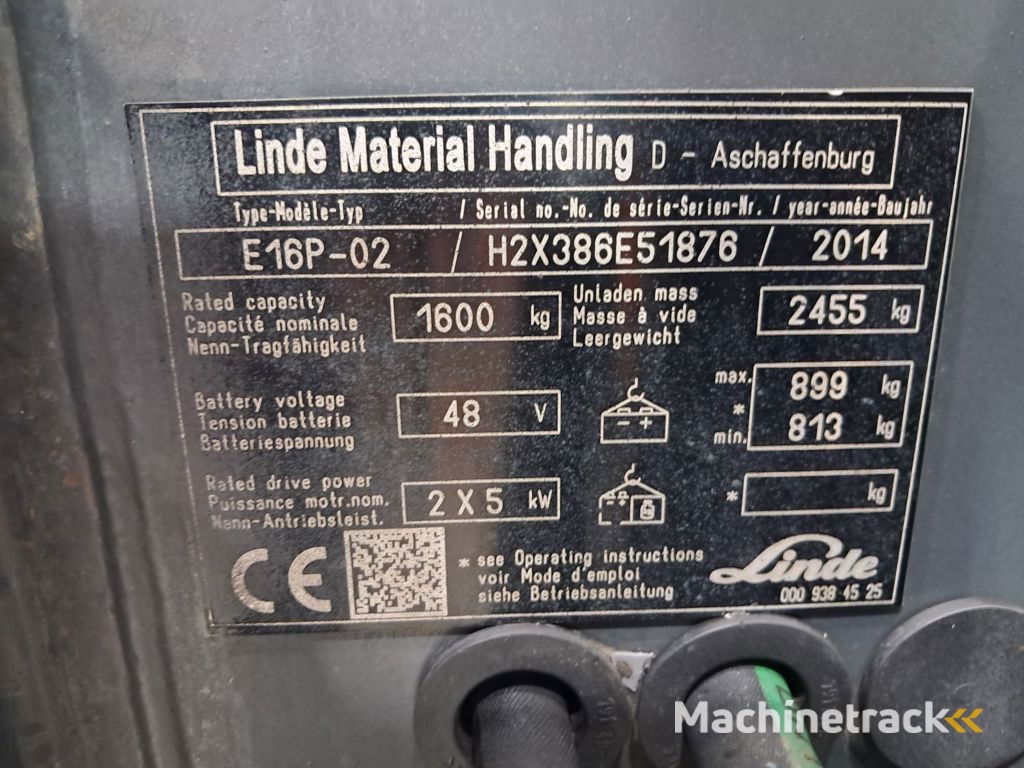 Linde Material Handling D - Aschaffenburg
Type-Modèle-Typ / Serial no.-No. de série-Serien-Nr. / year-année-Baujahr
E16P-02 / H2X386E51876 / 2014
Rated capacity
Capacité nominale
Nenn-Tragfähigkeit
1600 kg
Unladen mass
Masse à vide
Leergewicht
2455 kg
Battery voltage
Tension batterie
Batteriespannung
48 V
- +
max.
*
min.
899 kg
813 kg
Rated drive power
Puissance motr.nom.
Nenn-Antriebsleist.
2 X 5 kW
* kg
CE
* see Operating instructions
voir Mode d'emploi
siehe Betriebsanleitung
Linde
000 938 45 25
Machinetrack